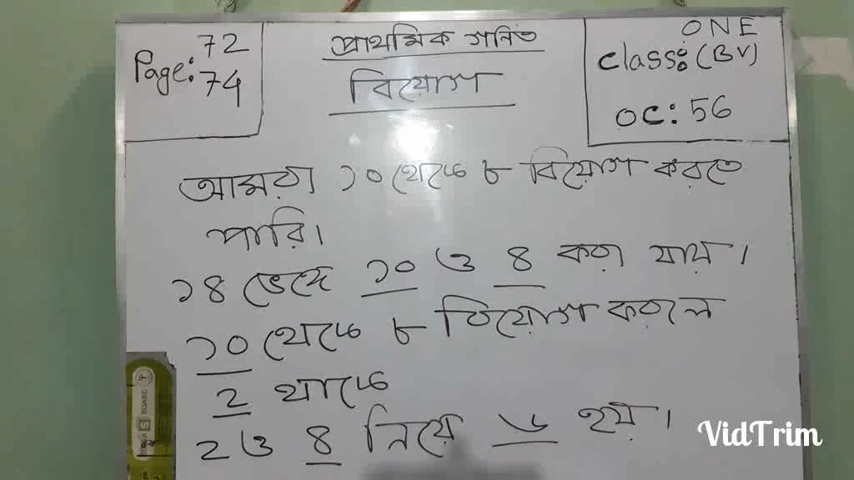 Page: 72
74
প্রাথমিক গনিত
বিয়োগ
ONE
Class: (BV)
OC: 56
আমরা ১০ থেকে ৮ বিয়োগ করতে
পারি।
১৪ ভেঙ্গে ১০ ও ৪ করা যায়।
১০ থেকে ৮ বিয়োগ করলে
২ থাকে
২ ও ৪ নিয়ে ৬ হয়।
VidTrim